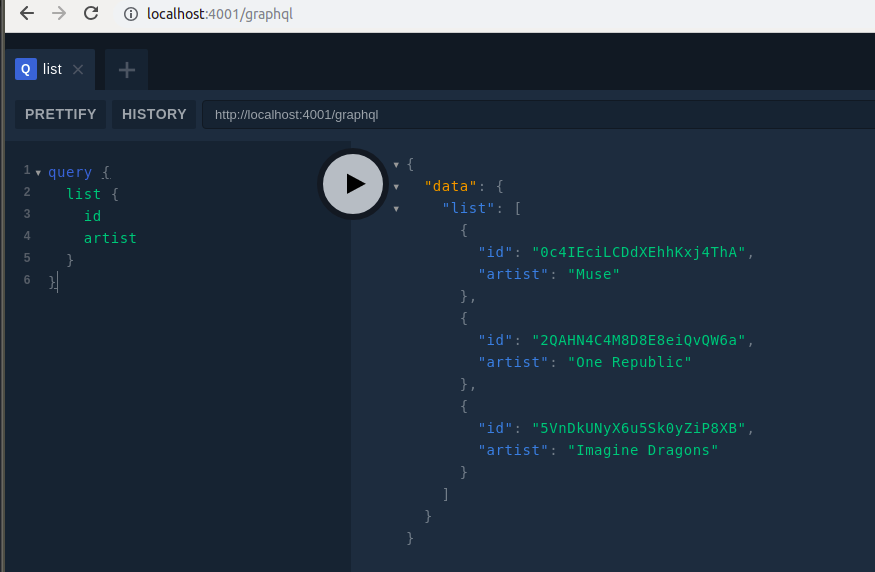 localhost:4001/graphql
Q list
PRETTIFY HISTORY http://localhost:4001/graphql
1 query {
2 list {
3 id
4 artist
5 }
6 }
{
"data": {
"list": [
{
"id": "0c4IEciLCDdXEhhKxj4ThA",
"artist": "Muse"
},
{
"id": "2QAHN4C4M8D8E8eiQvQW6a",
"artist": "One Republic"
},
{
"id": "5VnDkUNyX6u5Sk0yZiP8XB",
"artist": "Imagine Dragons"
}
]
}
}